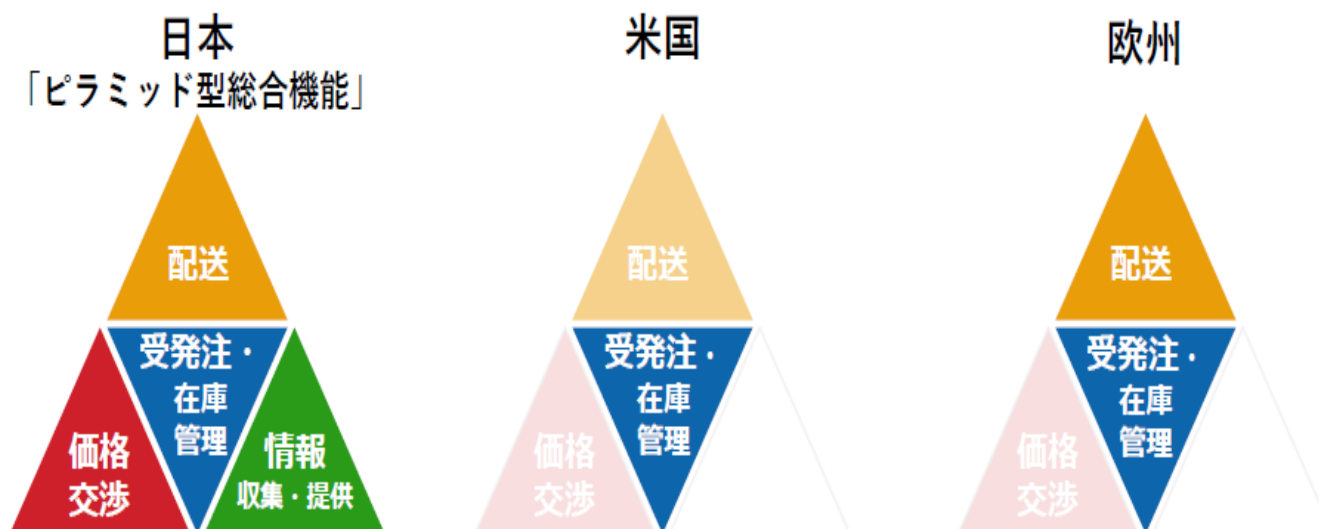 日本
「ピラミッド型総合機能」
配送
受発注・
在庫
管理
価格
交渉
情報
収集・提供
米国
配送
受発注・
在庫
管理
価格
交渉
欧州
配送
受発注・
在庫
管理
価格
交渉